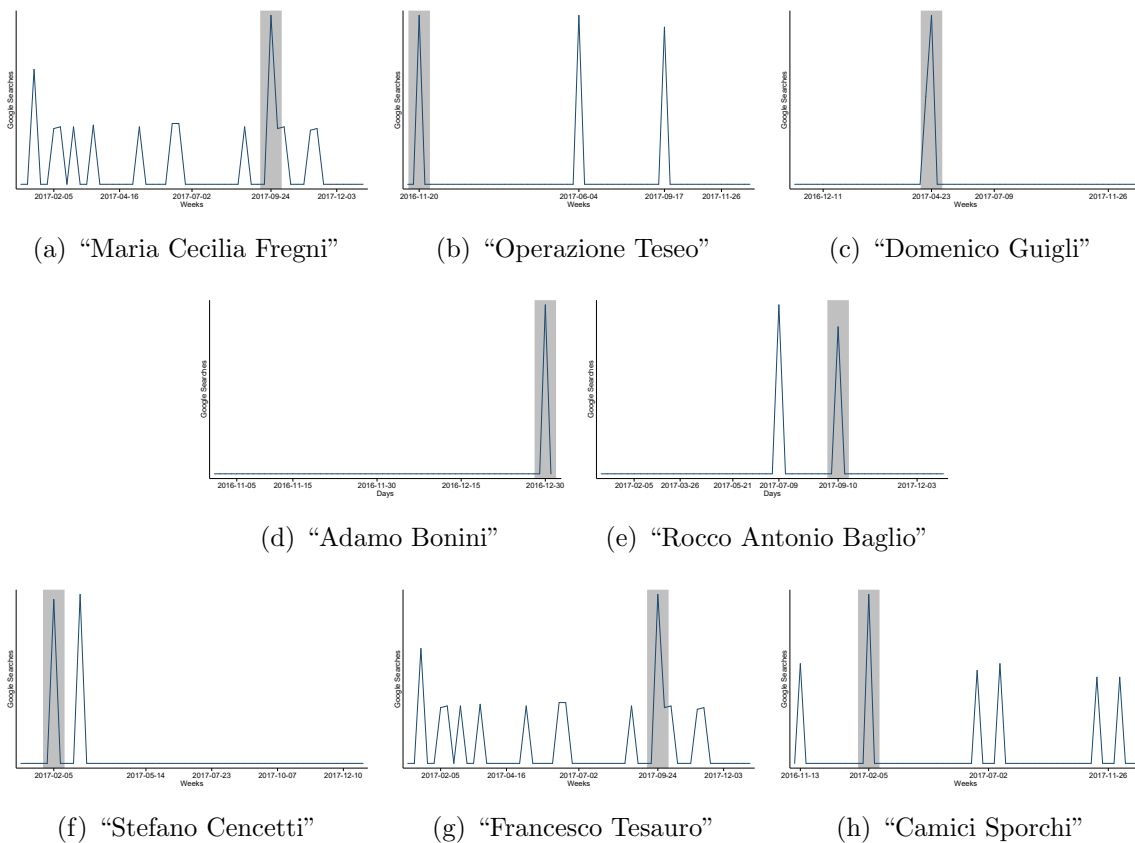 Google Searches
2017-02-05 2017-04-16 2017-07-02 2017-09-24 2017-12-03
Weeks
(a) “Maria Cecilia Fregni”
Google Searches
2016-11-20 2017-06-04 2017-09-17 2017-11-26
Weeks
(b) “Operazione Teseo”
Google Searches
2016-12-11 2017-04-23 2017-07-09 2017-11-26
Weeks
(c) “Domenico Guigli”
Google Searches
2016-11-05 2016-11-15 2016-11-30 2016-12-15 2016-12-30
Days
(d) “Adamo Bonini”
Google Searches
2017-02-05 2017-03-26 2017-05-21 2017-07-09 2017-09-10 2017-12-03
Days
(e) “Rocco Antonio Baglio”
Google Searches
2017-02-05 2017-05-14 2017-07-23 2017-10-07 2017-12-10
Weeks
(f) “Stefano Cencetti”
Google Searches
2017-02-05 2017-04-16 2017-07-02 2017-09-24 2017-12-03
Weeks
(g) “Francesco Tesauro”
Google Searches
2016-11-13 2017-02-05 2017-07-02 2017-11-26
Weeks
(h) “Camici Sporchi”